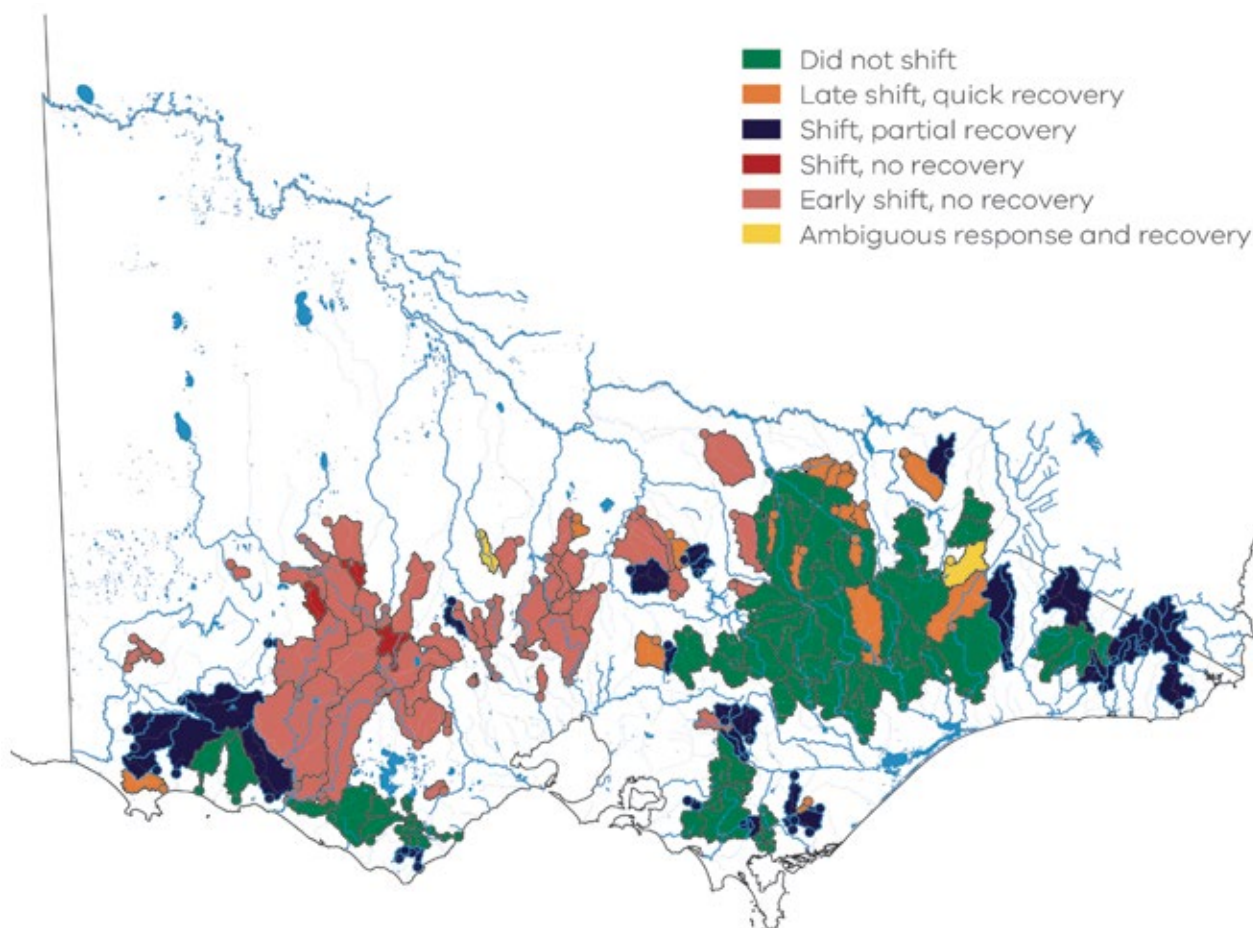 Did not shift
Late shift, quick recovery
Shift, partial recovery
Shift, no recovery
Early shift, no recovery
Ambiguous response and recovery